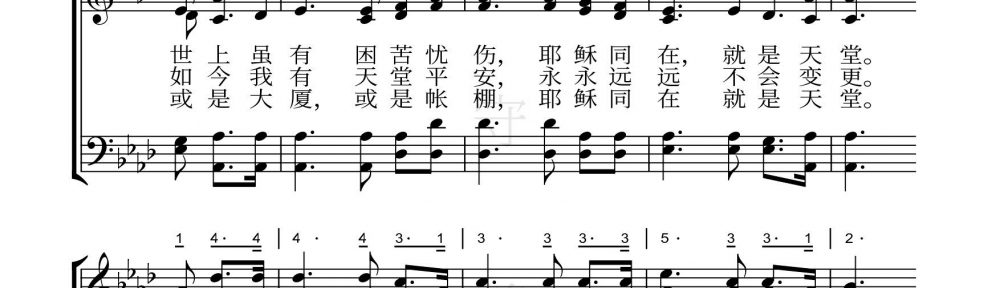 世上虽有 困苦忧伤，耶稣同在，就是天堂。
如今我有 天堂平安，永永远远 不会变更。
或是大厦，或是帐棚，耶稣同在 就是天堂。
1 4· 4 | 4 · 4 3· 1 | 3 · 3 3· 3 | 5· 3 3· 1 | 2·